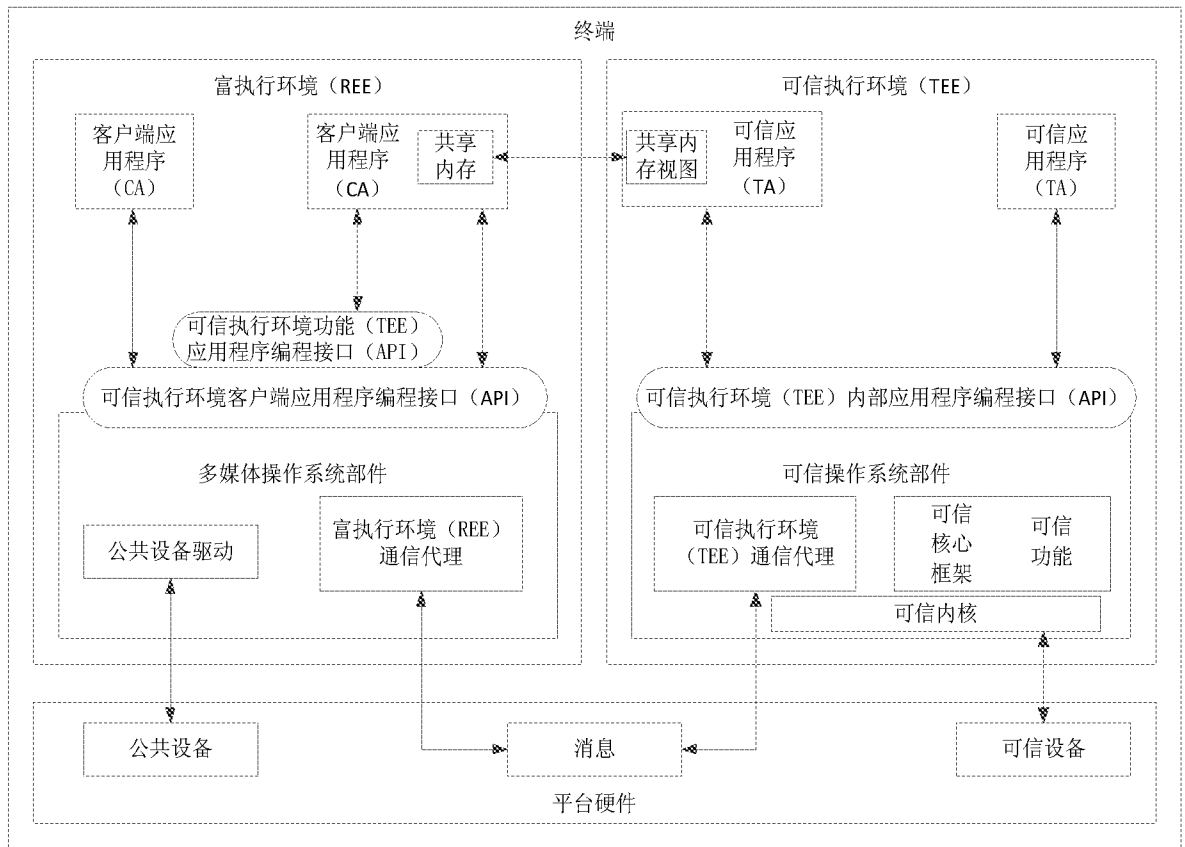 终端
富执行环境（REE）
客户端应
用程序
（CA）
客户端应
用程序
（CA）
共享
内存
可信执行环境功能（TEE）
应用程序编程接口（API）
可信执行环境客户端应用程序编程接口（API）
多媒体操作系统部件
公共设备驱动
富执行环境（REE）
通信代理
可信执行环境（TEE）
共享内
存视图
可信应
用程序
（TA）
可信应
用程序
（TA）
可信执行环境（TEE）内部应用程序编程接口（API）
可信操作系统部件
可信执行环境
（TEE）通信代理
可信
核心
框架
可信
功能
可信内核
公共设备
消息
可信设备
平台硬件